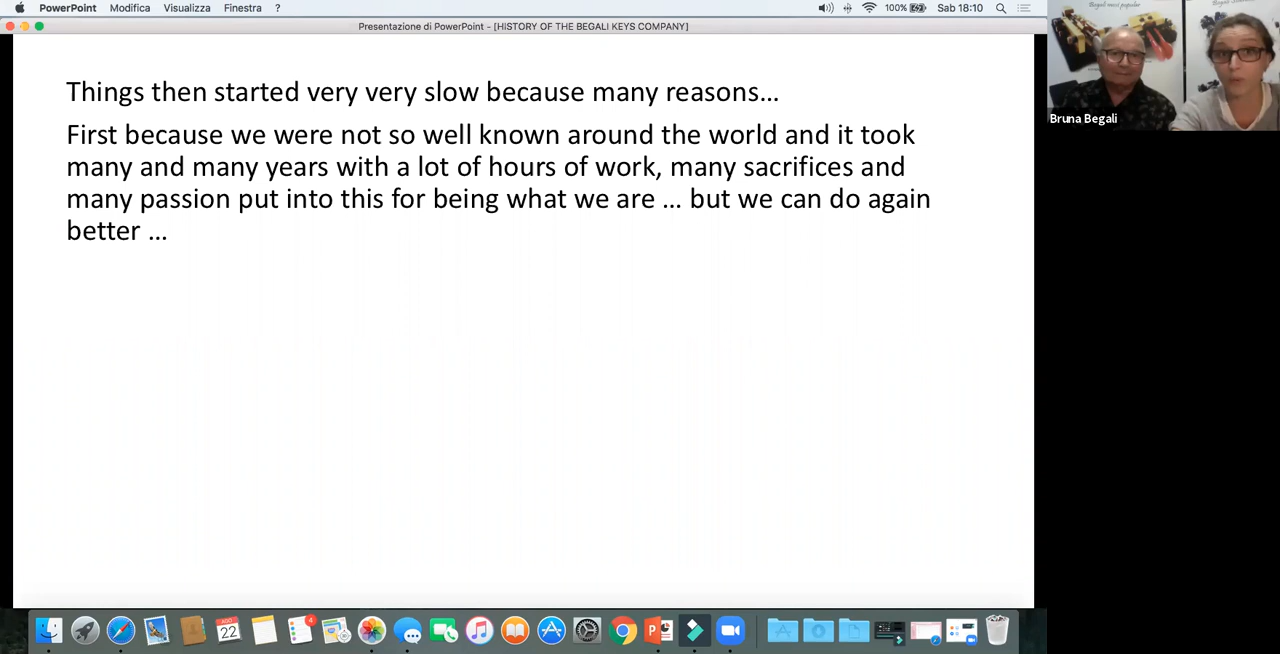 PowerPoint Modifica Visualizza Finestra ? 100% Sab 18:10
Presentazione di PowerPoint - [HISTORY OF THE BEGALI KEYS COMPANY]
Things then started very very slow because many reasons…
First because we were not so well known around the world and it took
many and many years with a lot of hours of work, many sacrifices and
many passion put into this for being what we are … but we can do again
better …
Bruna Begali
AGO
22
4